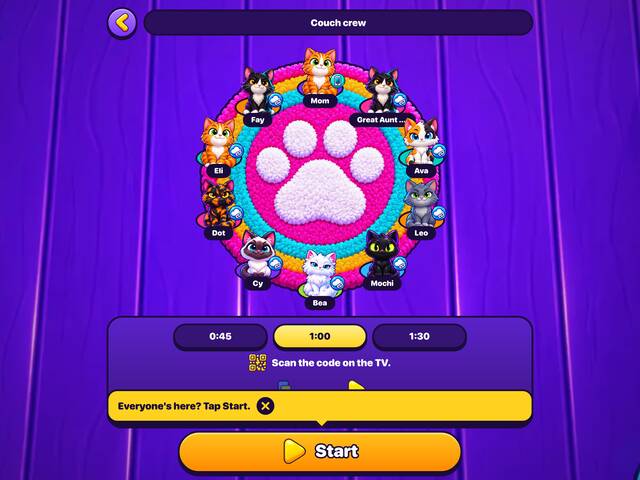 Couch crew
Mom
Fay
Great Aunt ...
Eli
Ava
Dot
Leo
Cy
Mochi
Bea
0:45
1:00
1:30
Scan the code on the TV.
Everyone's here? Tap Start.
Start